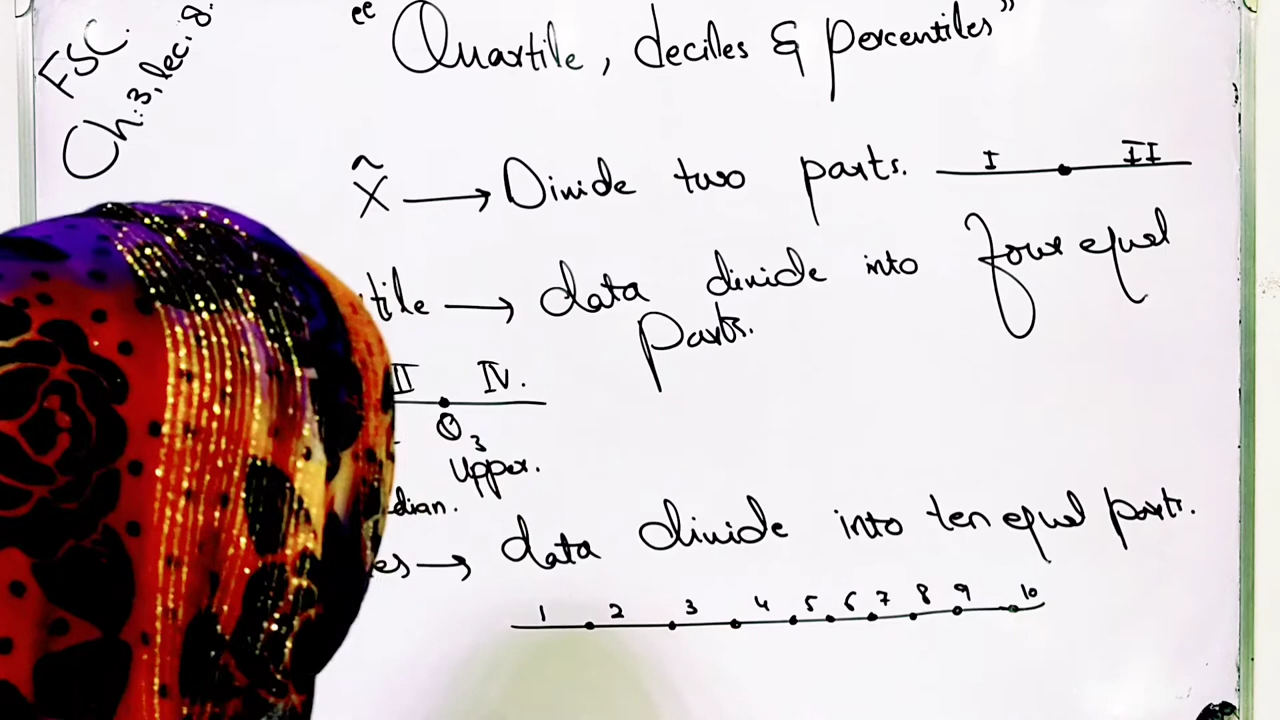 FSC.
Ch:3, Lec:8.
“Quartile, deciles & percentiles”
X̃ → Divide two parts. I II
tile → data divide into four equal
Parts.
II IV.
Q3
Upper.
dian.
es → data divide into ten equal parts.
1 2 3 4 5 6 7 8 9 10